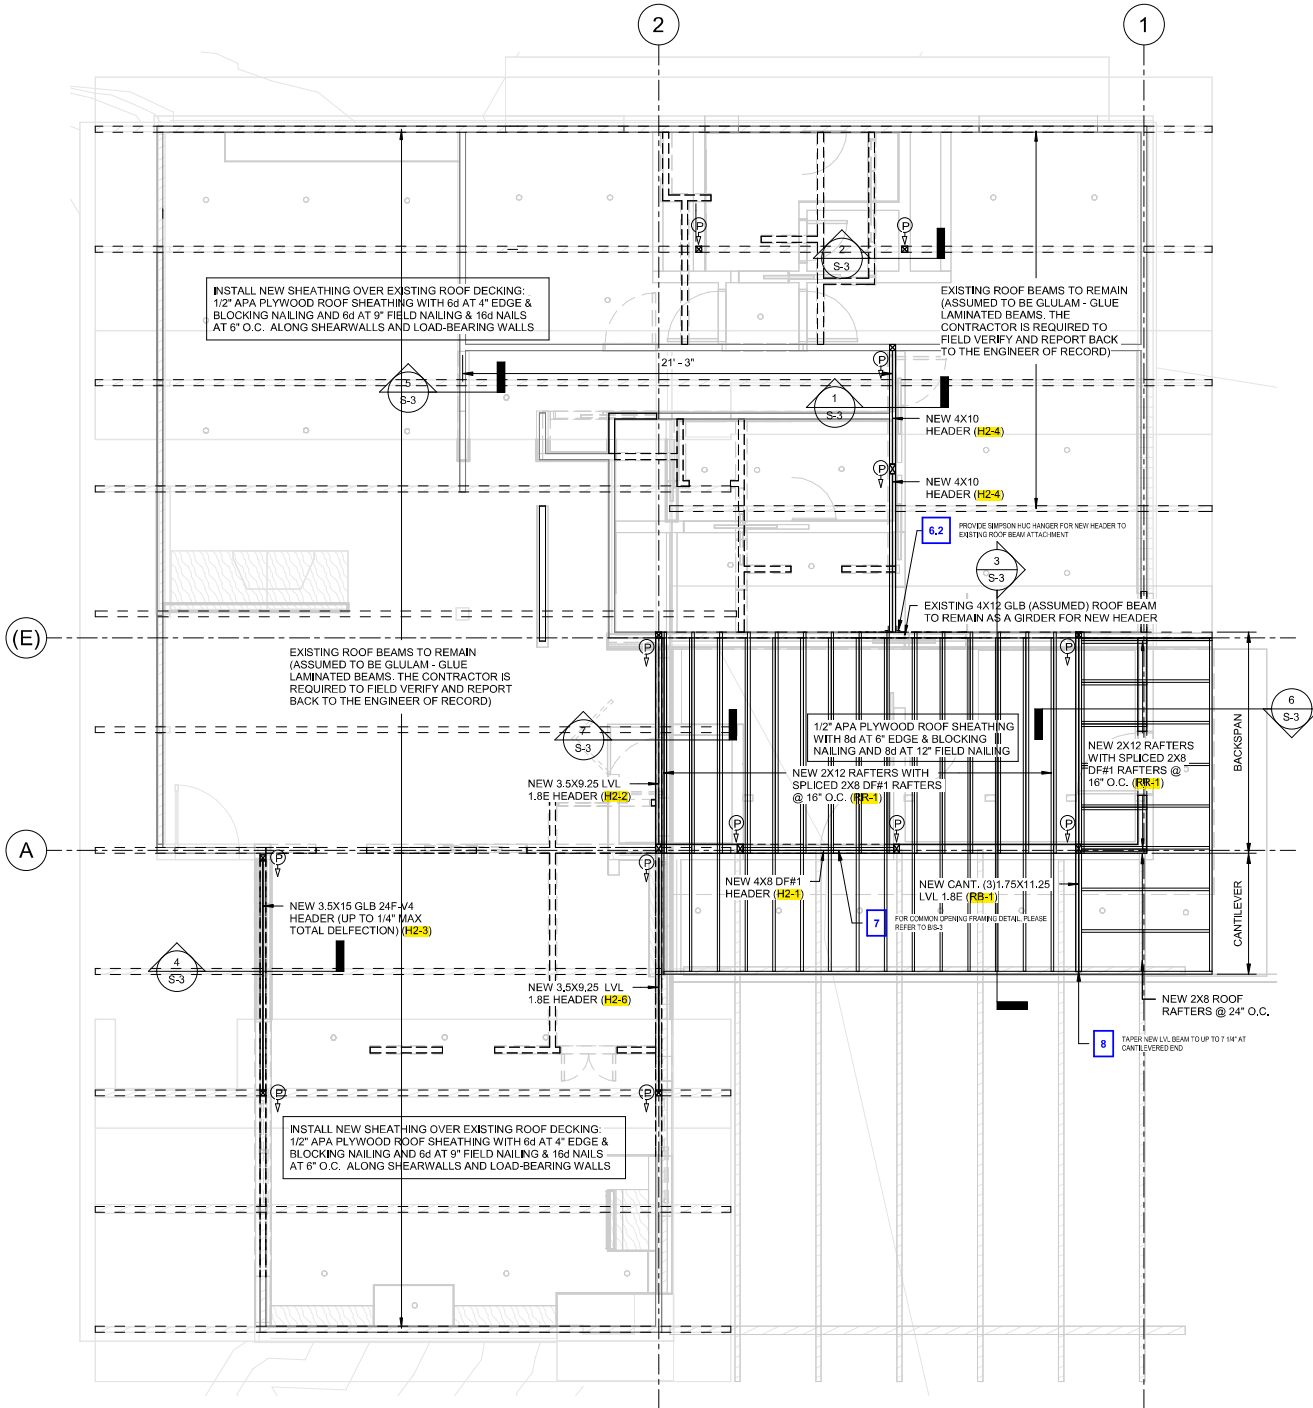 2
1
P
P
2
S-3
INSTALL NEW SHEATHING OVER EXISTING ROOF DECKING:
1/2" APA PLYWOOD ROOF SHEATHING WITH 6d AT 4" EDGE &
BLOCKING NAILING AND 6d AT 9" FIELD NAILING & 16d NAILS
AT 6" O.C. ALONG SHEARWALLS AND LOAD-BEARING WALLS
EXISTING ROOF BEAMS TO REMAIN
(ASSUMED TO BE GLULAM - GLUE
LAMINATED BEAMS. THE
CONTRACTOR IS REQUIRED TO
FIELD VERIFY AND REPORT BACK
TO THE ENGINEER OF RECORD)
21' - 3"
P
5
S-3
1
S-3
NEW 4X10
HEADER (H2-4)
P
NEW 4X10
HEADER (H2-4)
6.2
PROVIDE SIMPSON HUC HANGER FOR NEW HEADER TO
EXISTING ROOF BEAM ATTACHMENT
3
S-3
EXISTING 4X12 GLB (ASSUMED) ROOF BEAM
TO REMAIN AS A GIRDER FOR NEW HEADER
(E)
P
P
EXISTING ROOF BEAMS TO REMAIN
(ASSUMED TO BE GLULAM - GLUE
LAMINATED BEAMS. THE CONTRACTOR IS
REQUIRED TO FIELD VERIFY AND REPORT
BACK TO THE ENGINEER OF RECORD)
6
S-3
7
S-3
1/2" APA PLYWOOD ROOF SHEATHING
WITH 8d AT 6" EDGE & BLOCKING
NAILING AND 8d AT 12" FIELD NAILING
BACKSPAN
NEW 2X12 RAFTERS
WITH SPLICED 2X8
DF#1 RAFTERS @
16" O.C. (RR-1)
NEW 2X12 RAFTERS WITH
SPLICED 2X8 DF#1 RAFTERS
@ 16" O.C. (RR-1)
NEW 3.5X9.25 LVL
1.8E HEADER (H2-2)
P
P
P
A
P
P
NEW 4X8 DF#1
HEADER (H2-1)
NEW CANT. (3)1.75X11.25
LVL 1.8E (RB-1)
7
FOR COMMON OPENING FRAMING DETAIL, PLEASE
REFER TO 8/S-3
CANTILEVER
NEW 3.5X15 GLB 24F-V4
HEADER (UP TO 1/4" MAX
TOTAL DELFECTION) (H2-3)
4
S-3
NEW 3.5X9.25 LVL
1.8E HEADER (H2-6)
NEW 2X8 ROOF
RAFTERS @ 24" O.C.
8
TAPER NEW LVL BEAM TO UP TO 7 1/4" AT
CANTILEVERED END
P
P
INSTALL NEW SHEATHING OVER EXISTING ROOF DECKING:
1/2" APA PLYWOOD ROOF SHEATHING WITH 6d AT 4" EDGE &
BLOCKING NAILING AND 6d AT 9" FIELD NAILING & 16d NAILS
AT 6" O.C. ALONG SHEARWALLS AND LOAD-BEARING WALLS